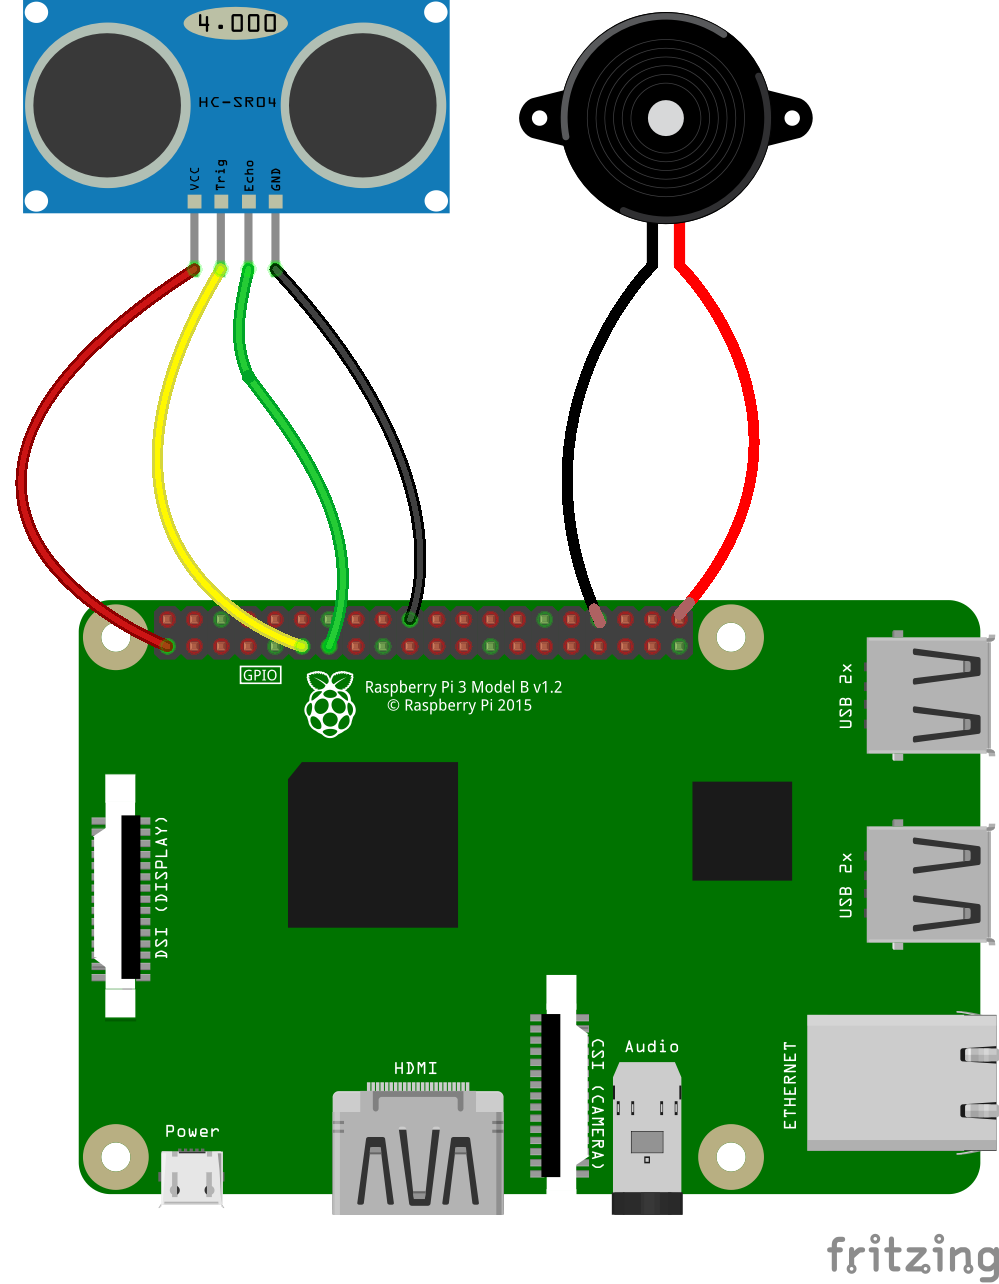 4.000
HC-SR04
VCC
Trig
Echo
GND
GPIO
Raspberry Pi 3 Model B v1.2
© Raspberry Pi 2015
USB 2x
DSI (DISPLAY)
USB 2x
HDMI
CSI (CAMERA)
Audio
ETHERNET
Power
fritzing